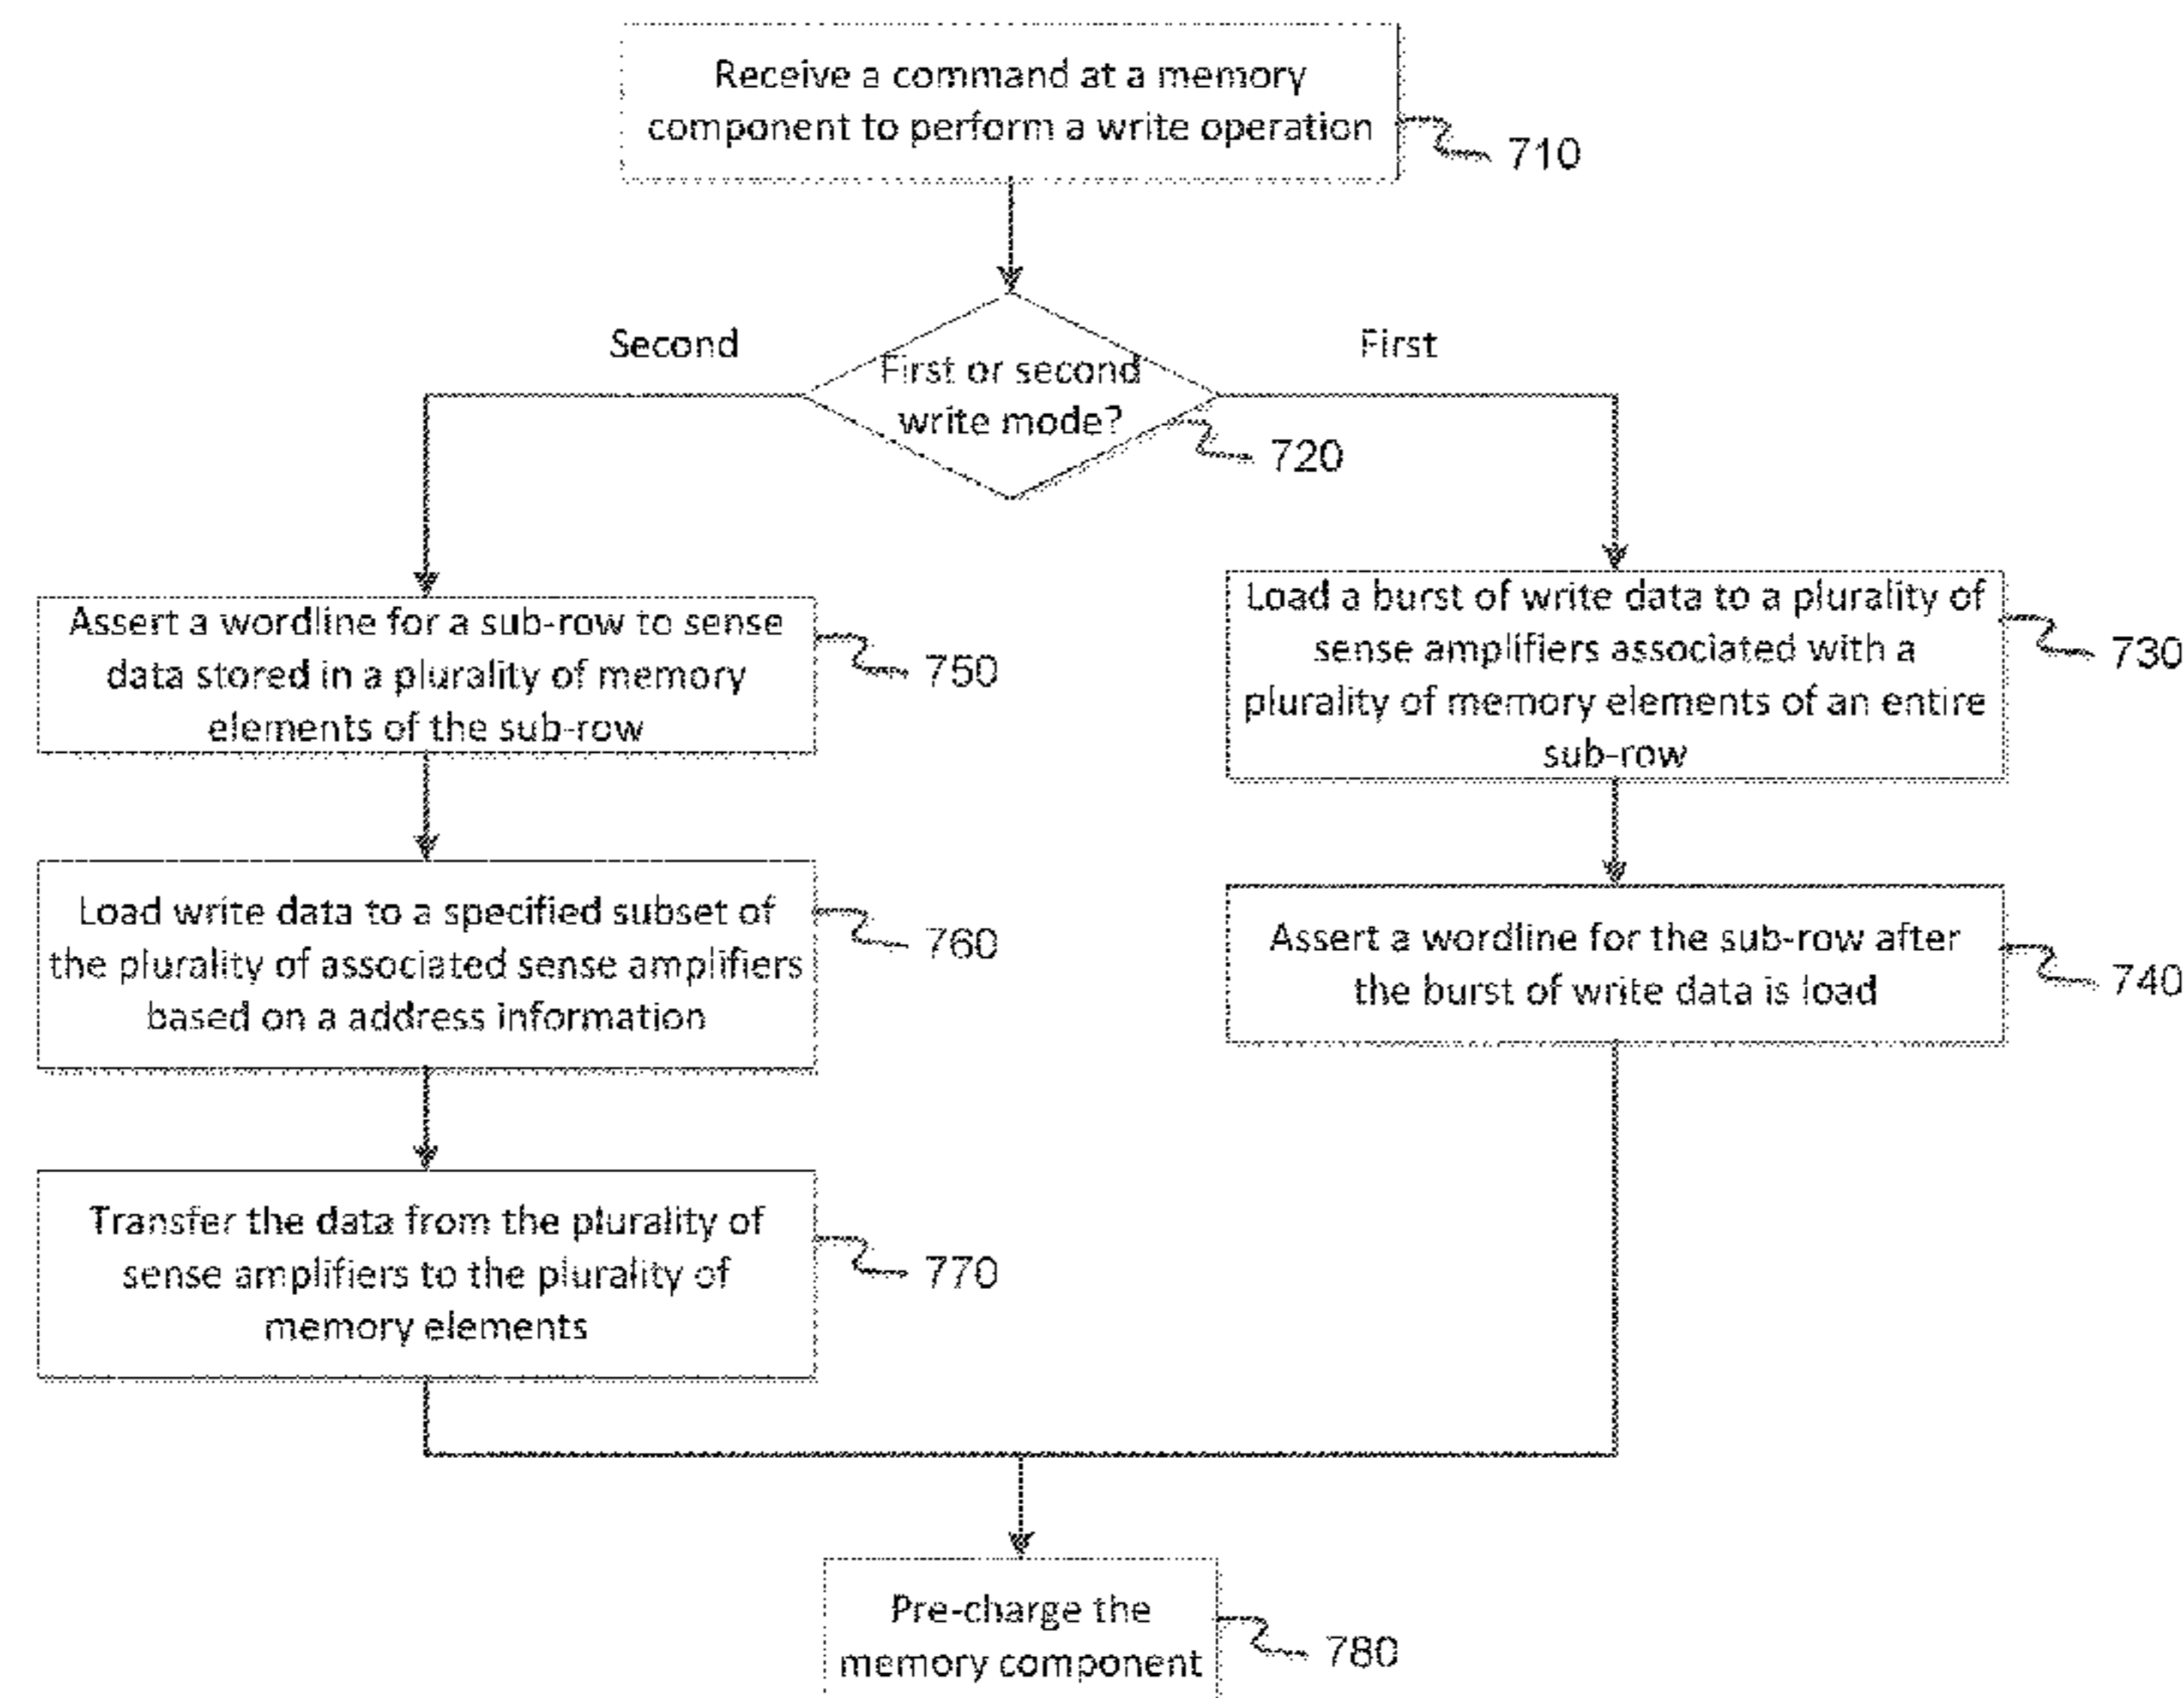 Receive a command at a memory
component to perform a write operation
710
Second
First
First or second
write mode?
720
Assert a wordline for a sub-row to sense
data stored in a plurality of memory
elements of the sub-row
750
Load a burst of write data to a plurality of
sense amplifiers associated with a
plurality of memory elements of an entire
sub-row
730
Load write data to a specified subset of
the plurality of associated sense amplifiers
based on a address information
760
Assert a wordline for the sub-row after
the burst of write data is load
740
Transfer the data from the plurality of
sense amplifiers to the plurality of
memory elements
770
Pre-charge the
memory component
780